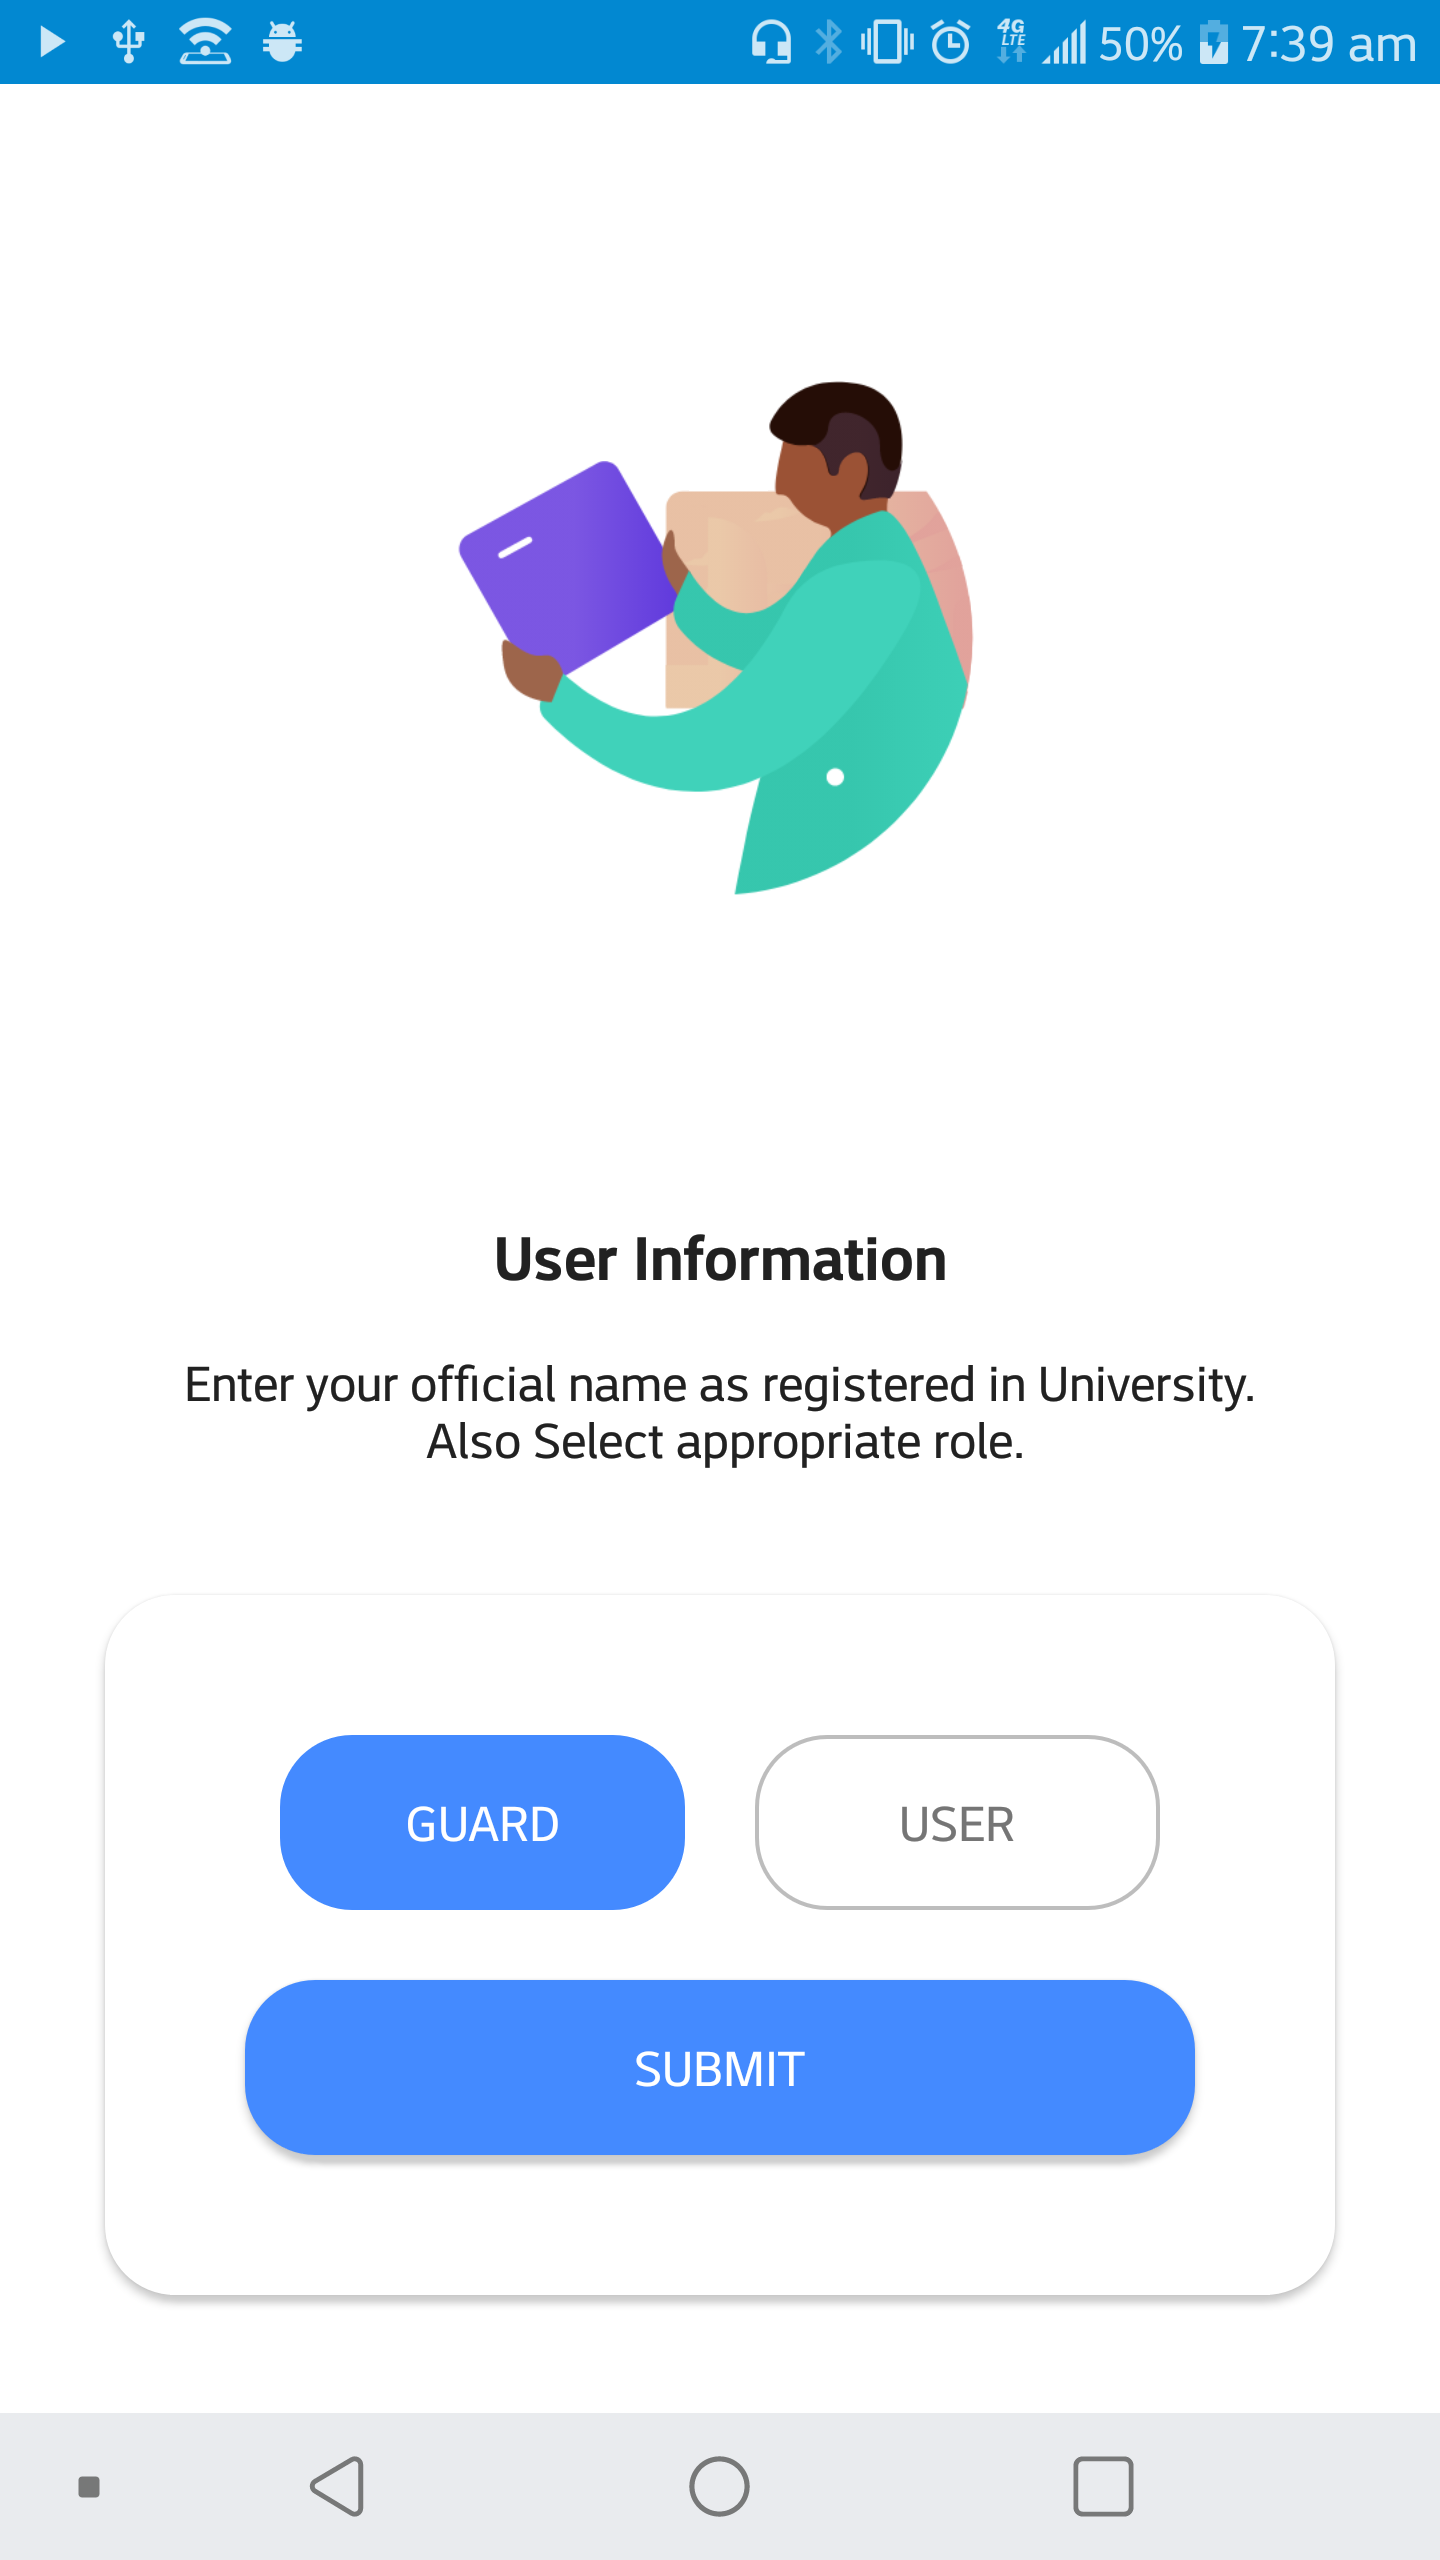 4G LTE 50% 7:39 am
User Information
Enter your official name as registered in University.
Also Select appropriate role.
GUARD USER
SUBMIT